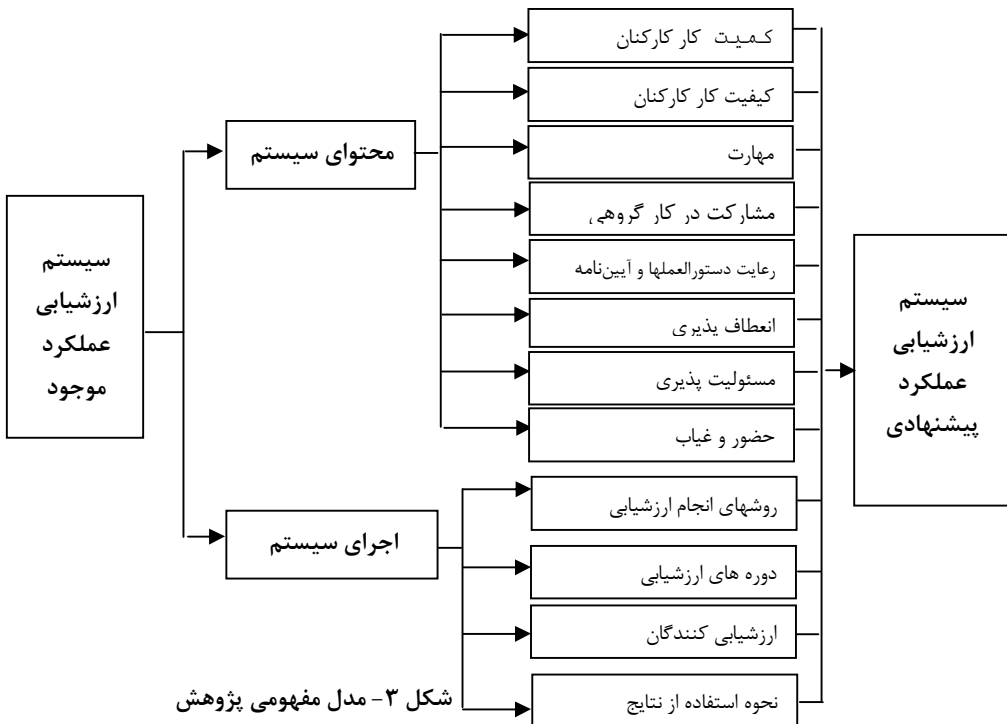 سیستم
ارزشیابی
عملکرد
موجود
محتوای سیستم
اجرای سیستم
کـمـیـت کار کارکنان
کیفیت کار کارکنان
مهارت
مشارکت در کار گروهی
رعایت دستورالعملها و آیین‌نامه
انعطاف پذیری
مسئولیت پذیری
حضور و غیاب
روشهای انجام ارزشیابی
دوره های ارزشیابی
ارزشیابی کنندگان
نحوه استفاده از نتایج
سیستم
ارزشیابی
عملکرد
پیشنهادی
شکل ۳- مدل مفهومی پژوهش